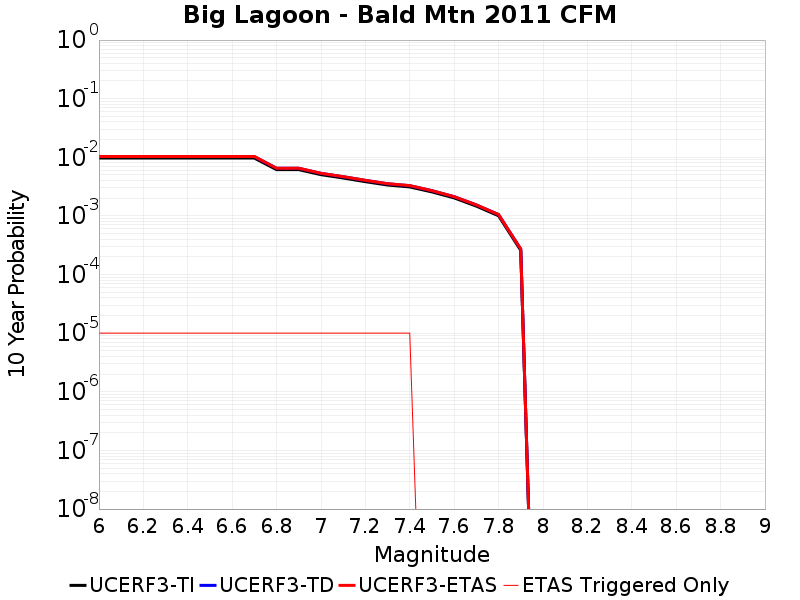 Big Lagoon - Bald Mtn 2011 CFM
10 Year Probability
10^0
10^-1
10^-2
10^-3
10^-4
10^-5
10^-6
10^-7
10^-8
6 6.2 6.4 6.6 6.8 7 7.2 7.4 7.6 7.8 8 8.2 8.4 8.6 8.8 9
Magnitude
UCERF3-TI UCERF3-TD UCERF3-ETAS ETAS Triggered Only